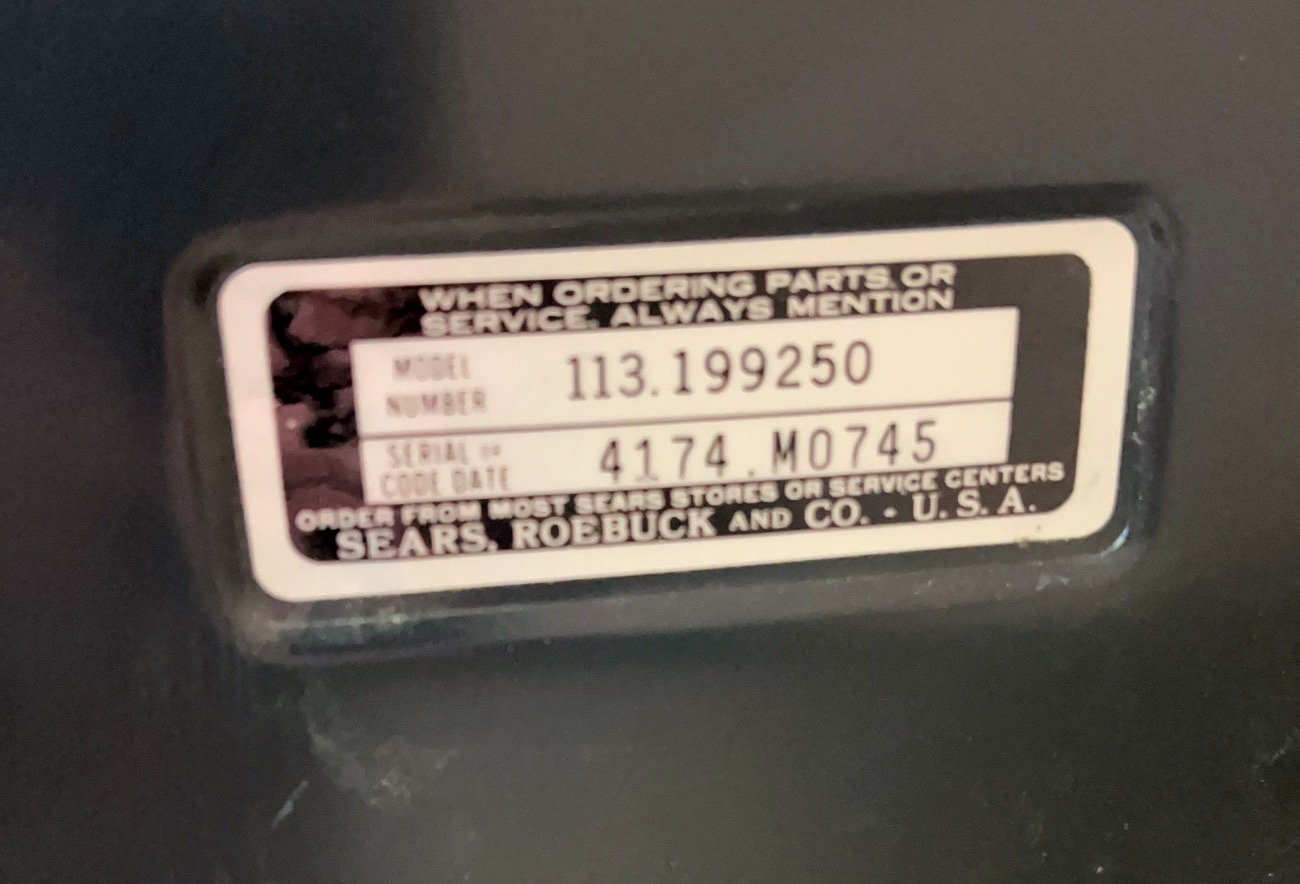 WHEN ORDERING PARTS OR
SERVICE, ALWAYS MENTION
MODEL NUMBER 113.199250
SERIAL OR CODE DATE 4174.M0745
ORDER FROM MOST SEARS STORES OR SERVICE CENTERS
SEARS, ROEBUCK AND CO. • U.S.A.